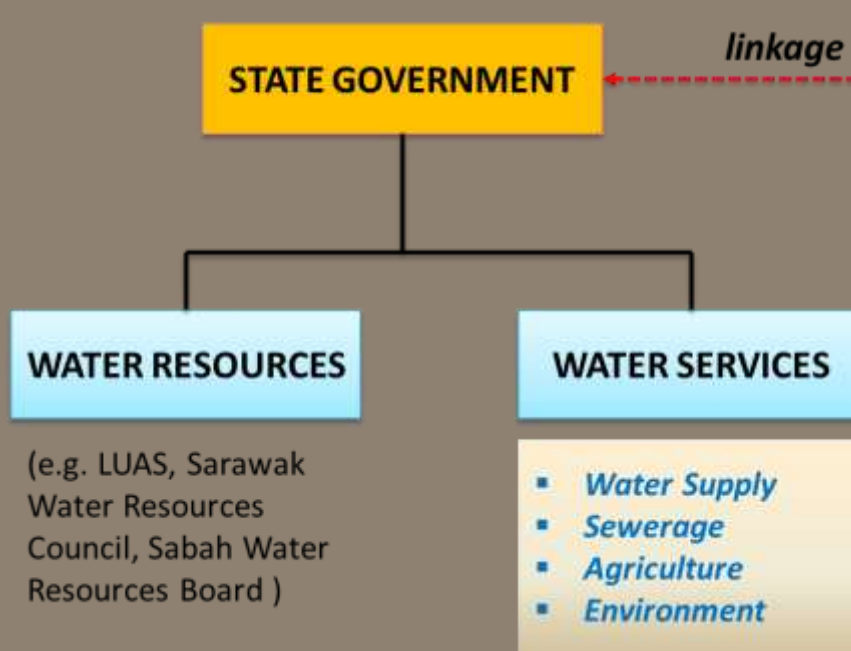 linkage
STATE GOVERNMENT
WATER RESOURCES
(e.g. LUAS, Sarawak
Water Resources
Council, Sabah Water
Resources Board )
WATER SERVICES
▪ Water Supply
▪ Sewerage
▪ Agriculture
▪ Environment